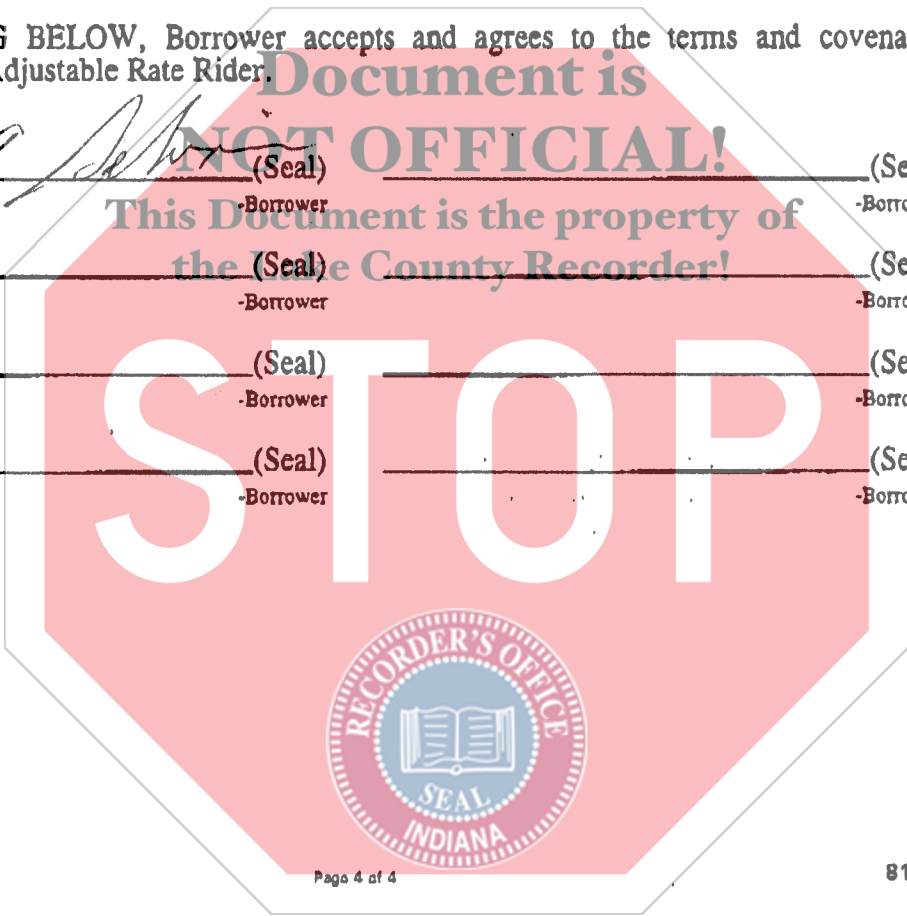 BELOW, Borrower accepts and agrees to the terms and
djustable Rate Rider.
Document is
NOT OFFICIAL!
This Document is the property of
the Lake County Recorder!
(Seal)
-Borrower
(Seal)
-Borrower
(Seal)
-Borrower
(Seal)
-Borrower
STOP
RECORDER'S OFFICE
SEAL
INDIANA
Page 4 of 4
81